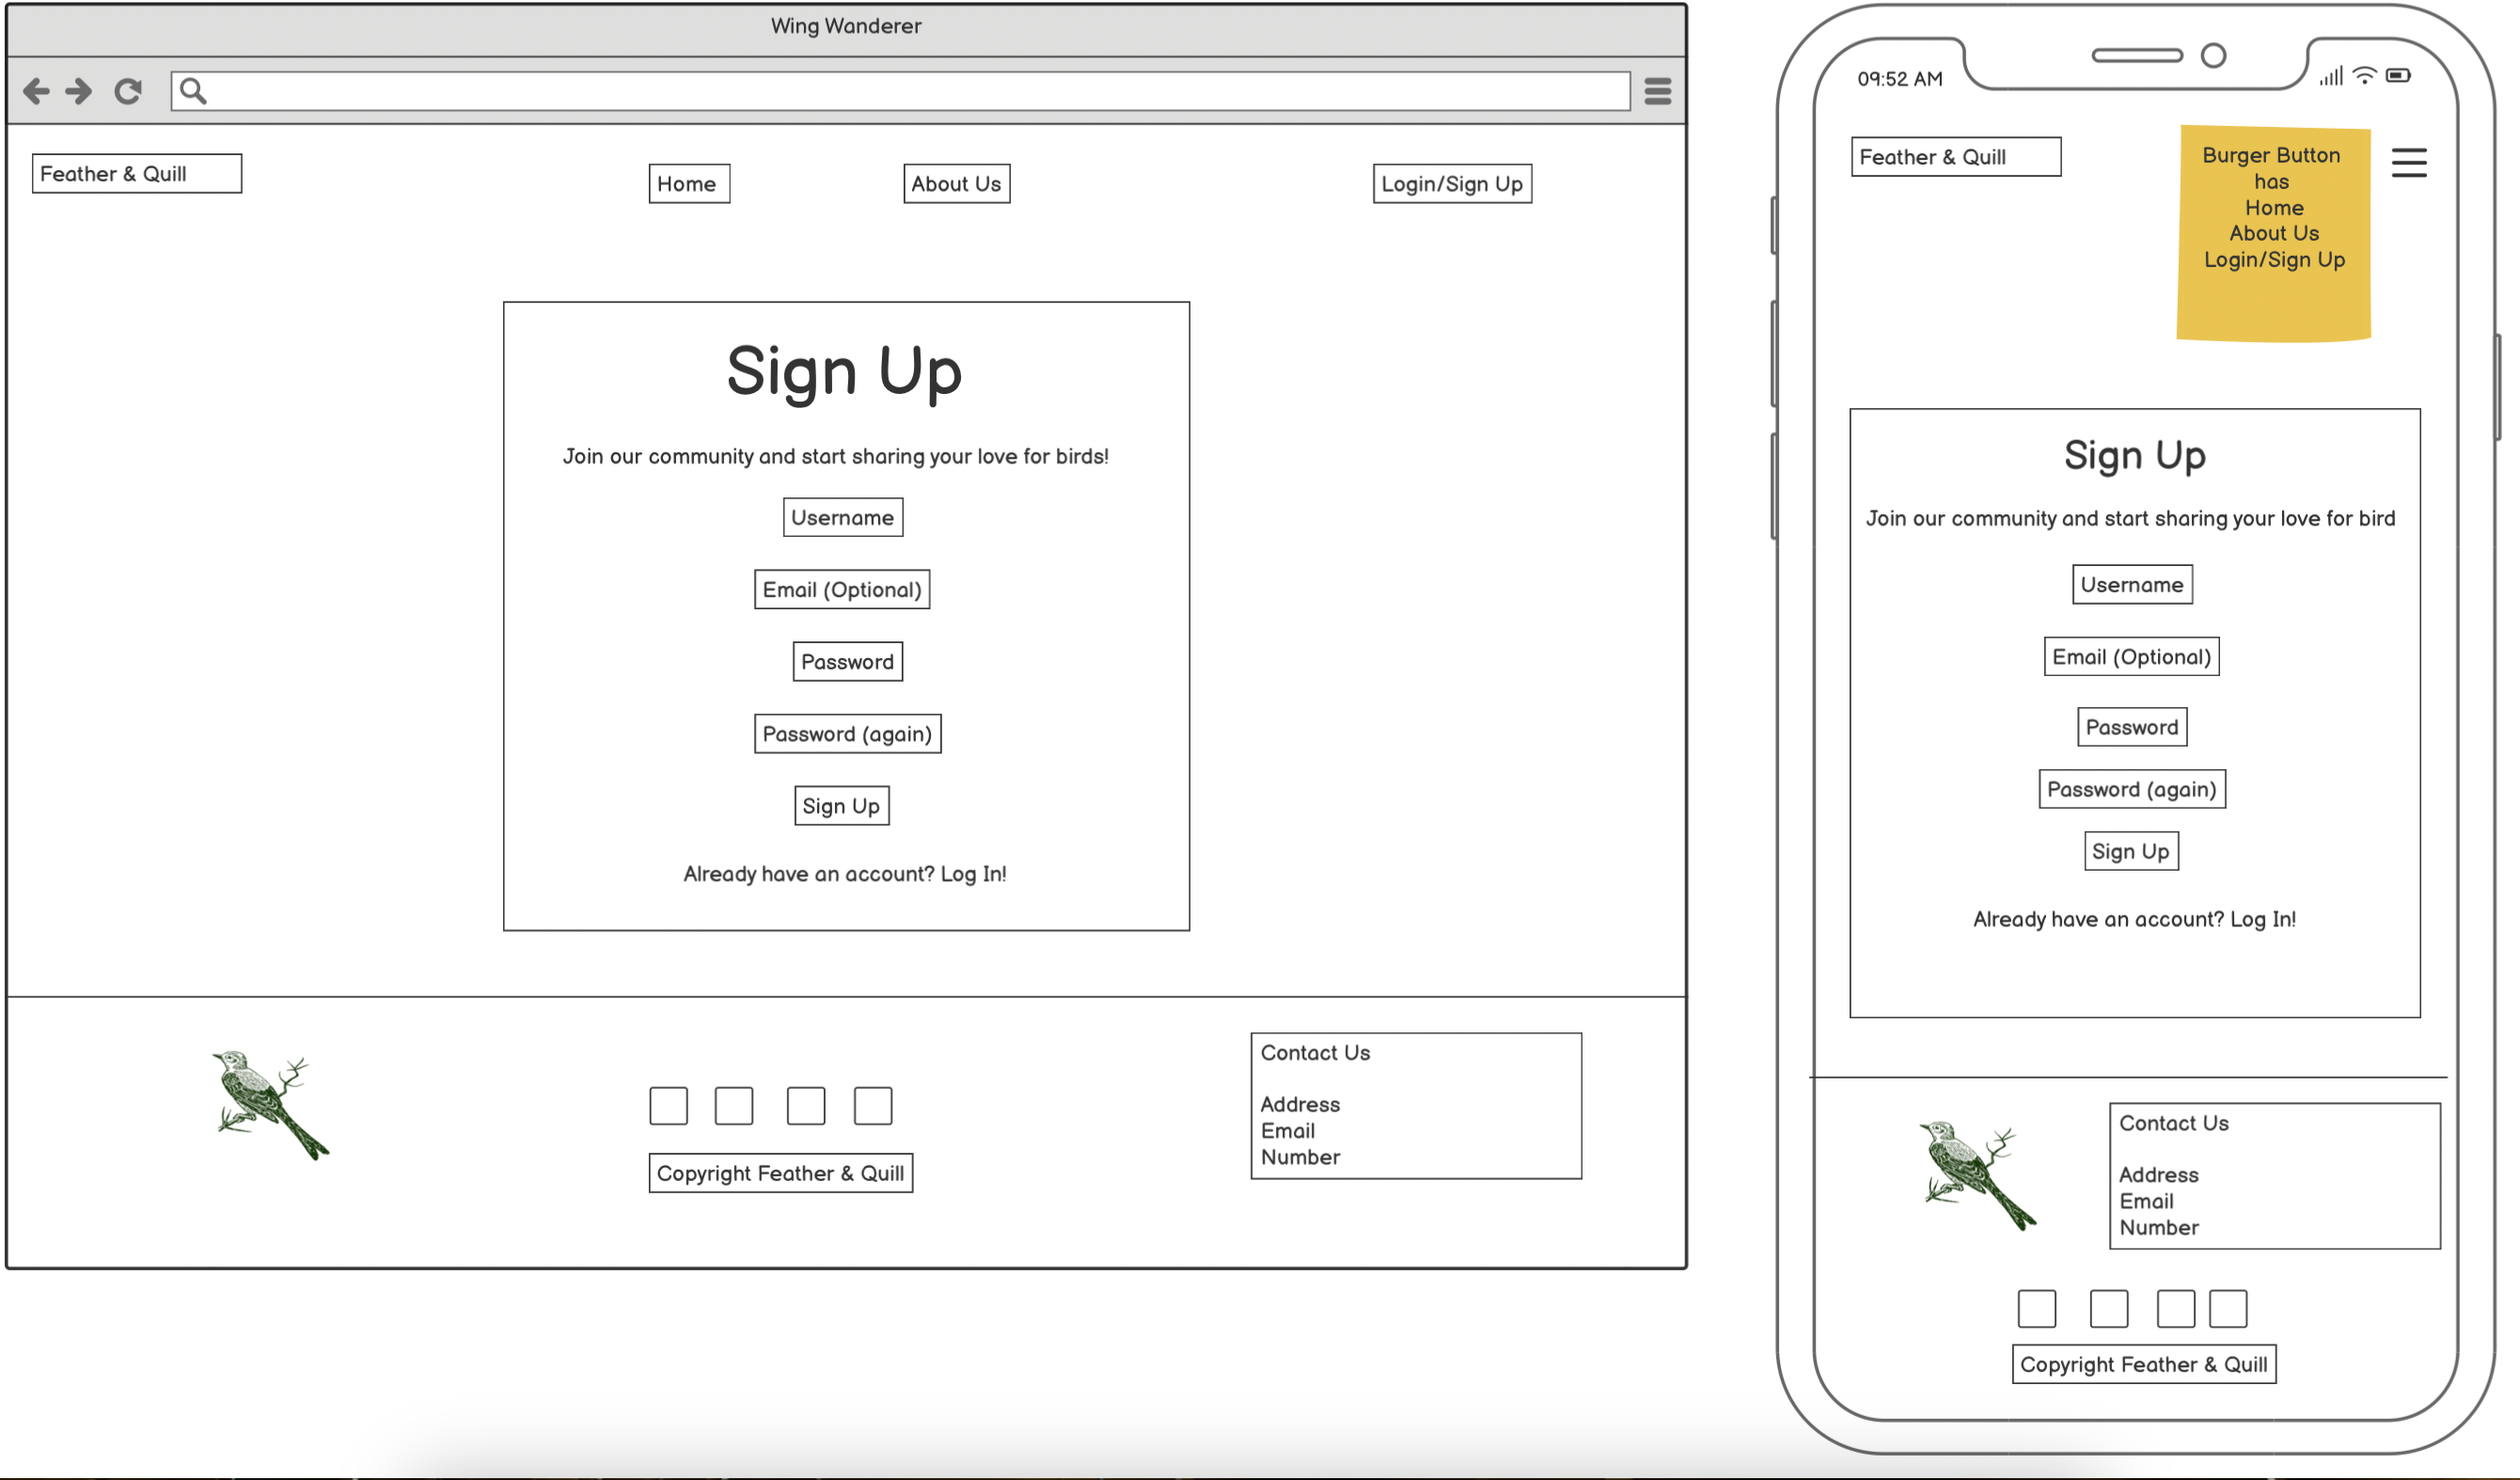 Wing Wanderer
Feather & Quill
Home
About Us
Login/Sign Up
Sign Up
Join our community and start sharing your love for birds!
Username
Email (Optional)
Password
Password (again)
Sign Up
Already have an account? Log In!
Contact Us
Address
Email
Number
Copyright Feather & Quill
09:52 AM
Feather & Quill
Burger Button
has
Home
About Us
Login/Sign Up
Sign Up
Join our community and start sharing your love for bird
Username
Email (Optional)
Password
Password (again)
Sign Up
Already have an account? Log In!
Contact Us
Address
Email
Number
Copyright Feather & Quill